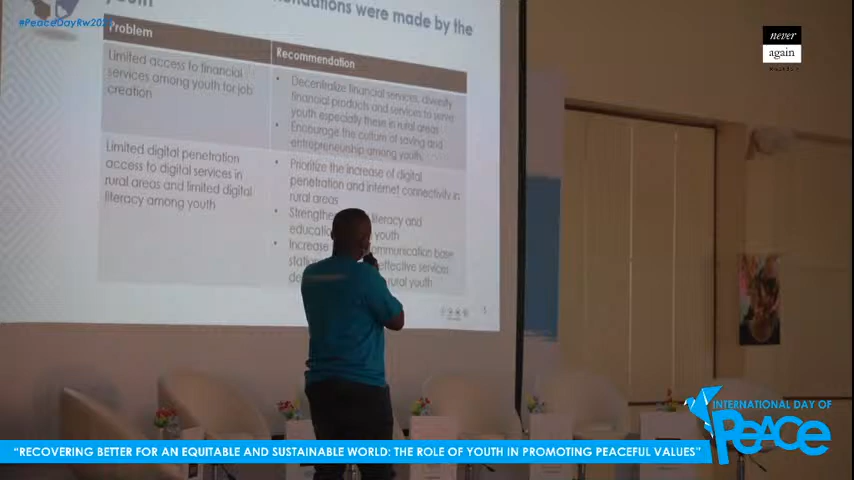 #PeaceDayRw202
never
again
ndations were made by the
youth
Problem
Recommendation
Limited access to financial
services among youth for job
creation
• Decentralize financial services, diversify
financial products and services to serve
youth especially these in rural areas
• Encourage the culture of saving and
entrepreneurship among youth.
Limited digital penetration
access to digital services in
rural areas and limited digital
literacy among youth
• Prioritize the increase of digital
penetration and internet connectivity in
rural areas
• literacy and
youth
• Increase
effective services
rural youth
INTERNATIONAL DAY OF
PEACE
"RECOVERING BETTER FOR AN EQUITABLE AND SUSTAINABLE WORLD: THE ROLE OF YOUTH IN PROMOTING PEACEFUL VALUES"